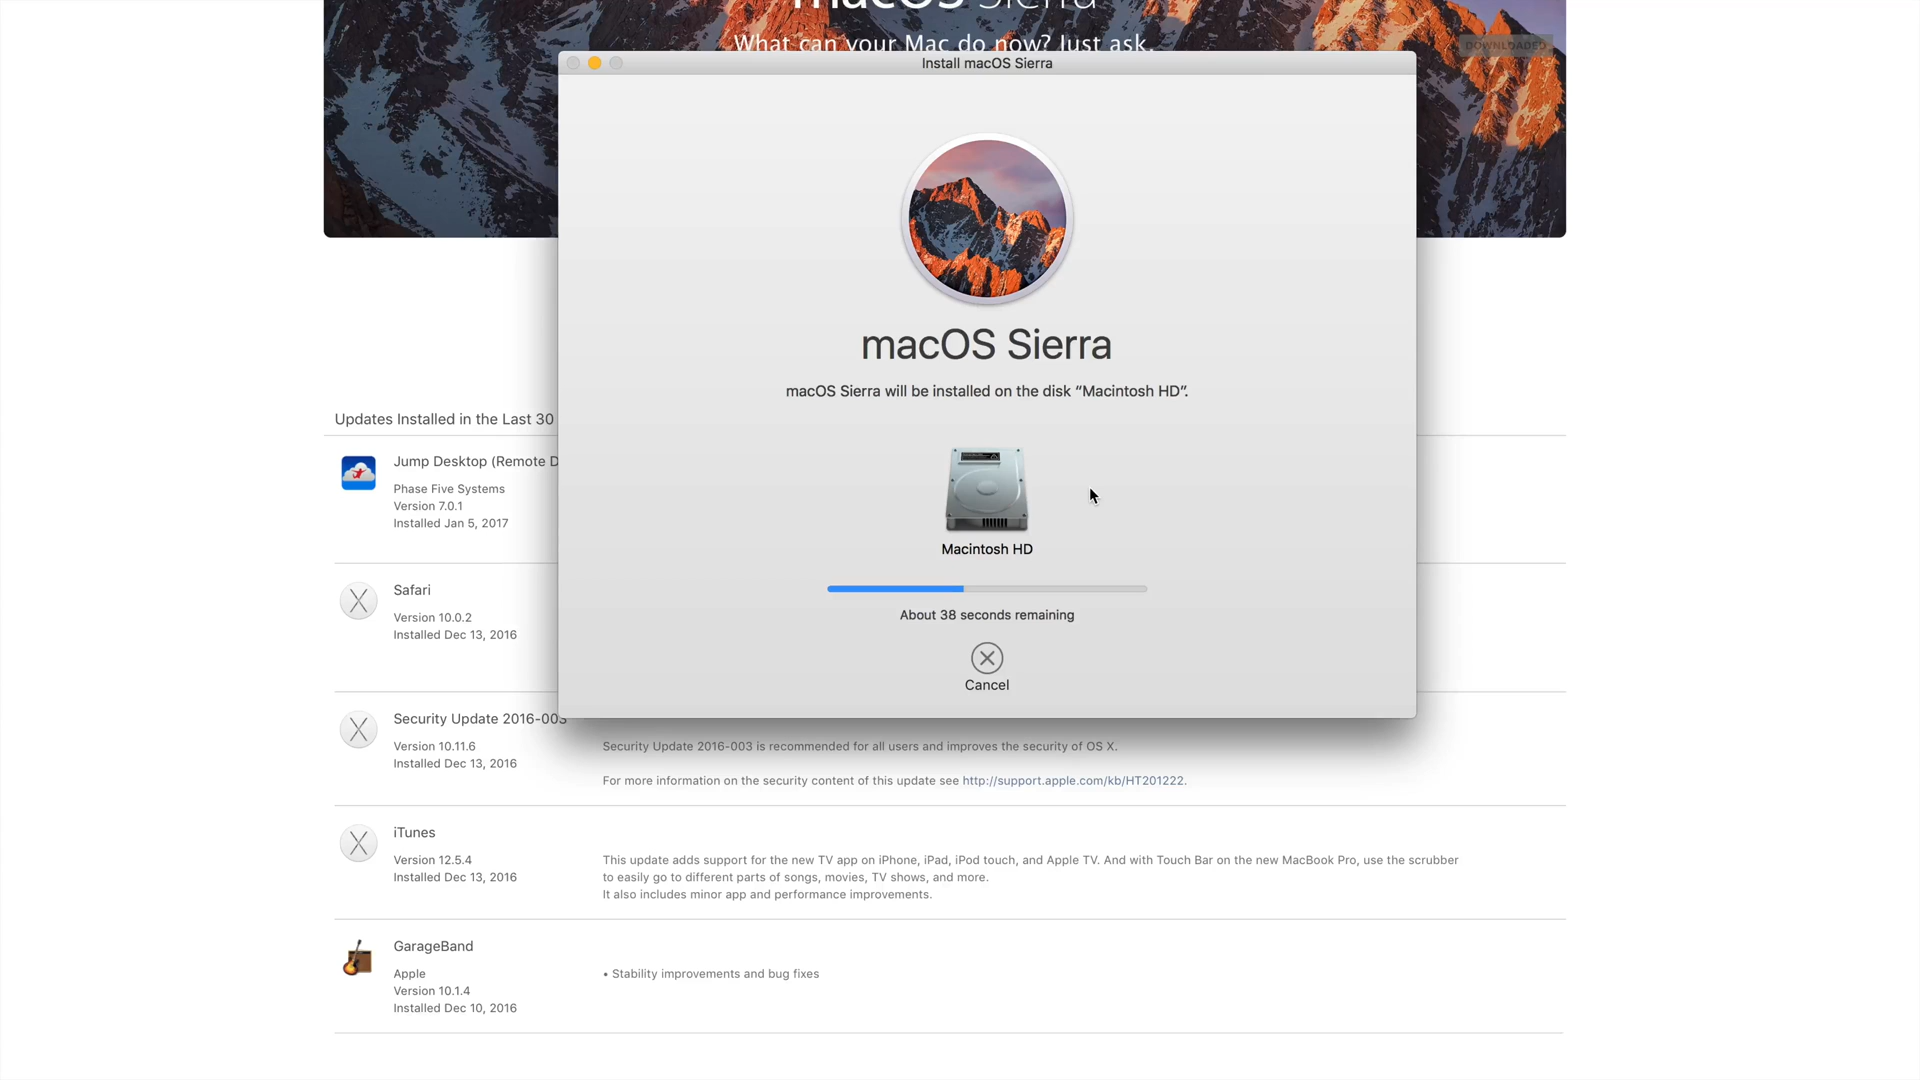 macOS Sierra
What can your Mac do now? Just ask.
DOWNLOADED
Install macOS Sierra
macOS Sierra
macOS Sierra will be installed on the disk “Macintosh HD”.
Macintosh HD
About 38 seconds remaining
Cancel
Updates Installed in the Last 30
Jump Desktop (Remote D
Phase Five Systems
Version 7.0.1
Installed Jan 5, 2017
Safari
Version 10.0.2
Installed Dec 13, 2016
Security Update 2016-003
Version 10.11.6
Installed Dec 13, 2016
Security Update 2016-003 is recommended for all users and improves the security of OS X.
For more information on the security content of this update see http://support.apple.com/kb/HT201222.
iTunes
Version 12.5.4
Installed Dec 13, 2016
This update adds support for the new TV app on iPhone, iPad, iPod touch, and Apple TV. And with Touch Bar on the new MacBook Pro, use the scrubber
to easily go to different parts of songs, movies, TV shows, and more.
It also includes minor app and performance improvements.
GarageBand
Apple
Version 10.1.4
Installed Dec 10, 2016
• Stability improvements and bug fixes